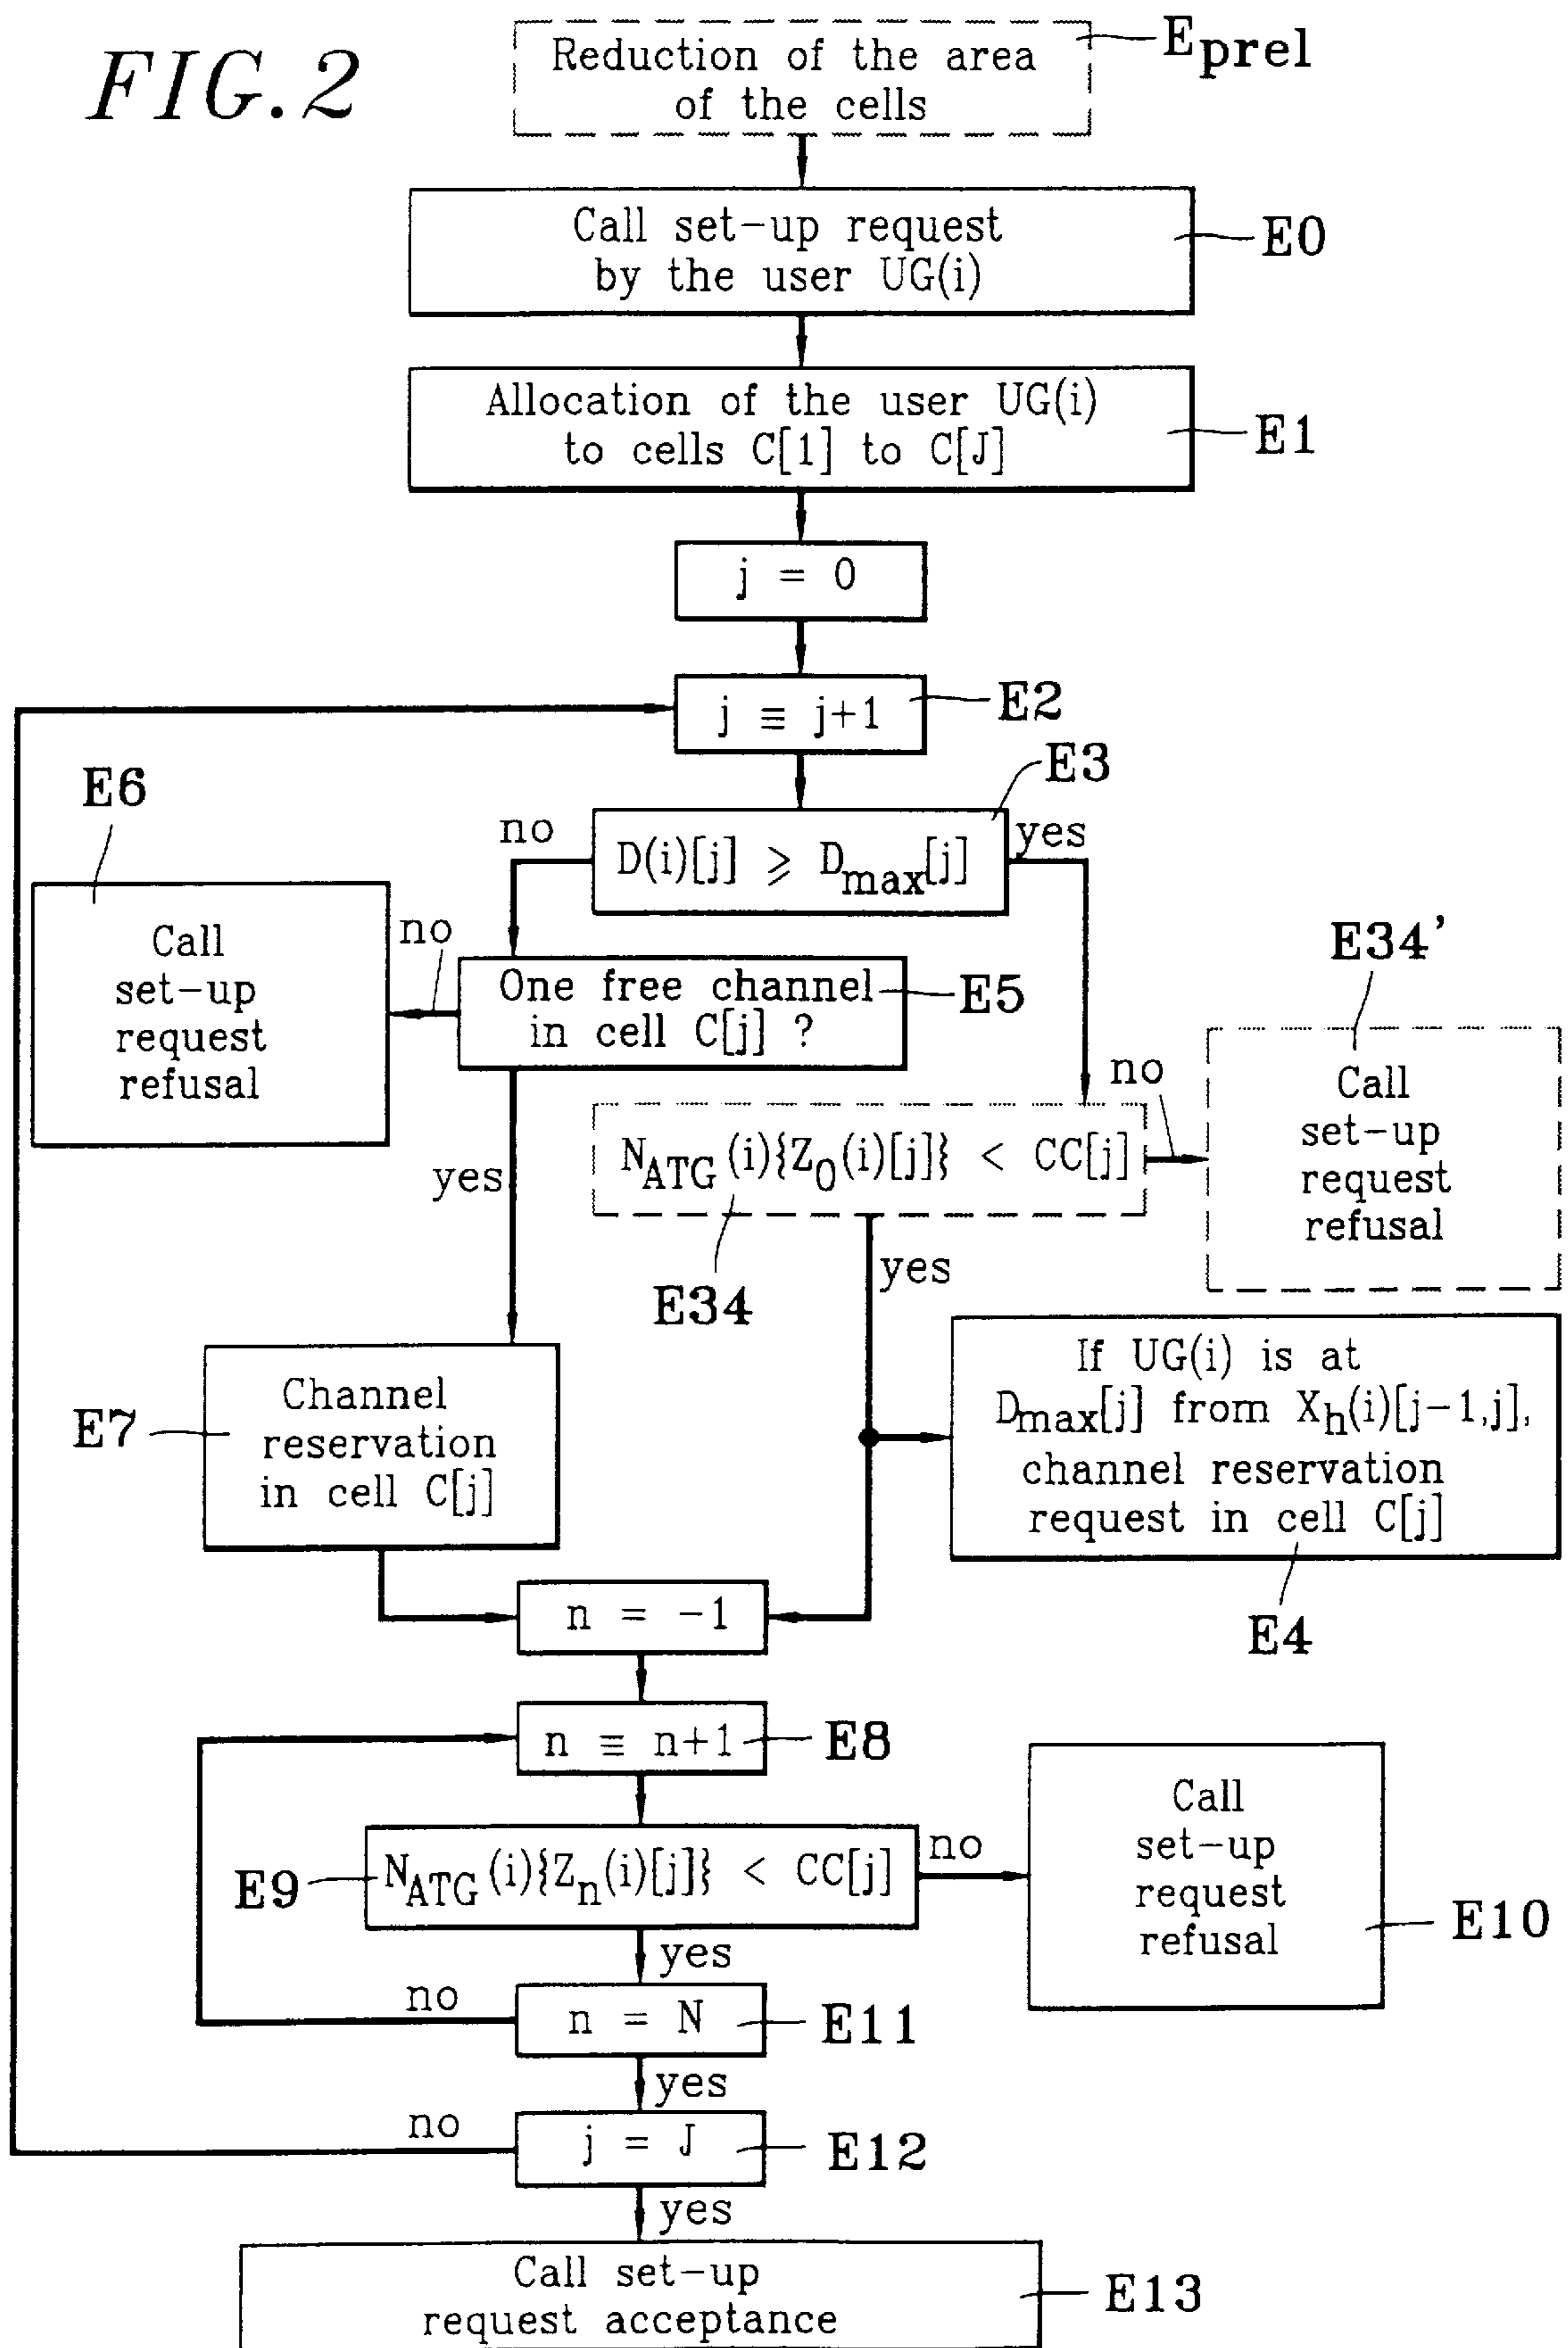 FIG.2
Reduction of the area
of the cells
Eprel
Call set-up request
by the user UG(i)
E0
Allocation of the user UG(i)
to cells C[1] to C[J]
E1
j = 0
j ≡ j+1
E2
E3
D(i)[j] ⩾ Dmax[j]
no
yes
E6
Call
set-up
request
refusal
no
One free channel
in cell C[j] ?
E5
E34'
Call
set-up
request
refusal
no
NATG(i){Z0(i)[j]} < CC[j]
yes
E34
yes
If UG(i) is at
Dmax[j] from Xh(i)[j-1,j],
channel reservation
request in cell C[j]
E4
E7
Channel
reservation
in cell C[j]
n = -1
n ≡ n+1
E8
E9
NATG(i){Zn(i)[j]} < CC[j]
no
Call
set-up
request
refusal
E10
yes
no
n = N
E11
yes
no
j = J
E12
yes
Call set-up
request acceptance
E13